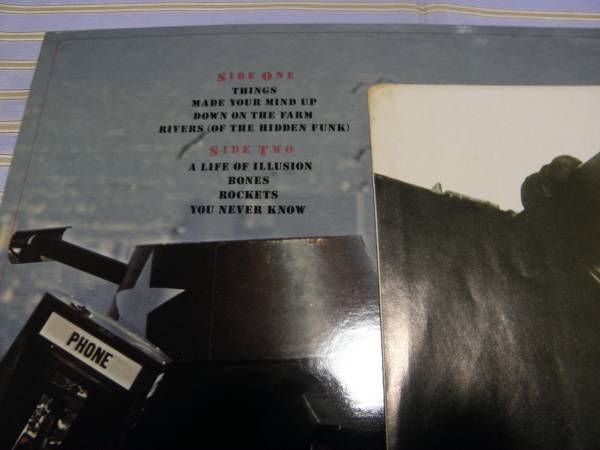 SIDE ONE
THINGS
MADE YOUR MIND UP
DOWN ON THE FARM
RIVERS (OF THE HIDDEN FUNK)
SIDE TWO
A LIFE OF ILLUSION
BONES
ROCKETS
YOU NEVER KNOW
PHONE